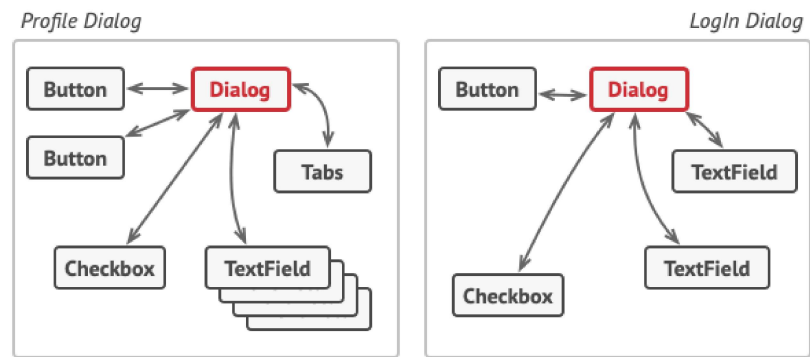 Profile Dialog
Button
Dialog
Button
Tabs
Checkbox
TextField
LogIn Dialog
Button
Dialog
TextField
TextField
Checkbox